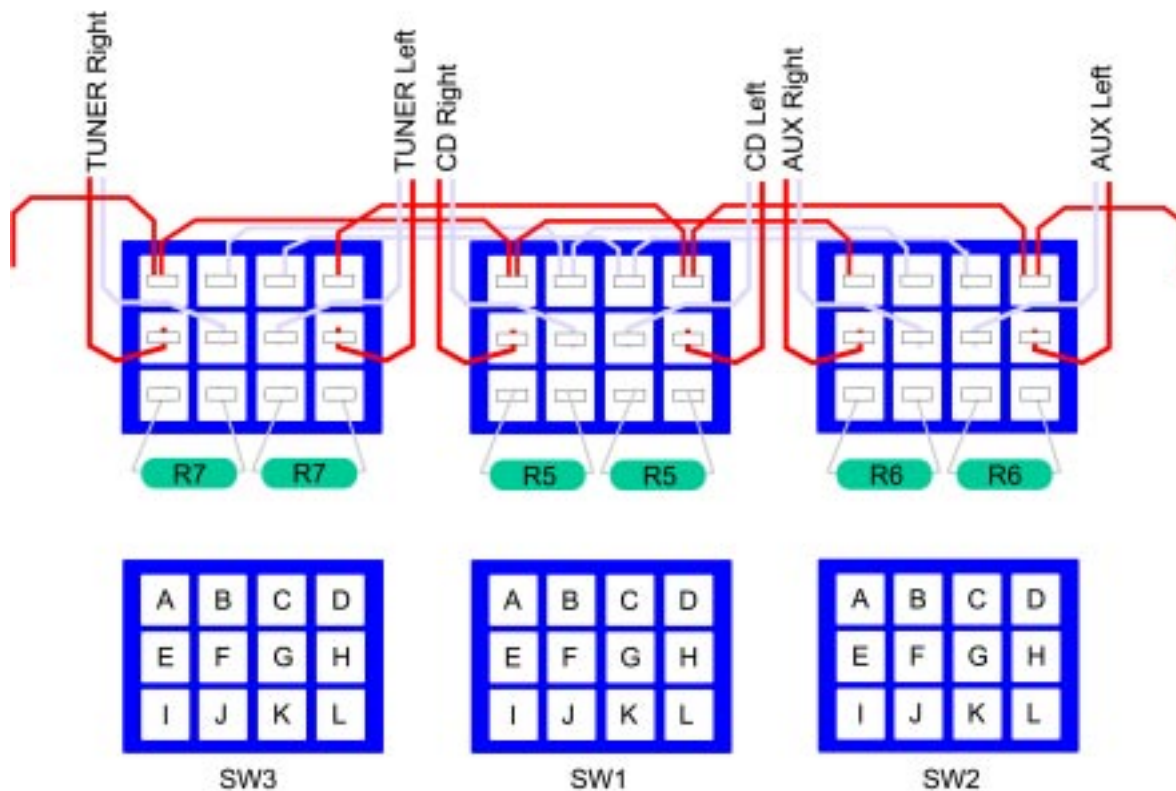 TUNER Right
TUNER Left
CD Right
CD Left
AUX Right
AUX Left
R7 R7 R5 R5 R6 R6
A B C D A B C D A B C D
E F G H E F G H E F G H
I J K L I J K L I J K L
SW3 SW1 SW2